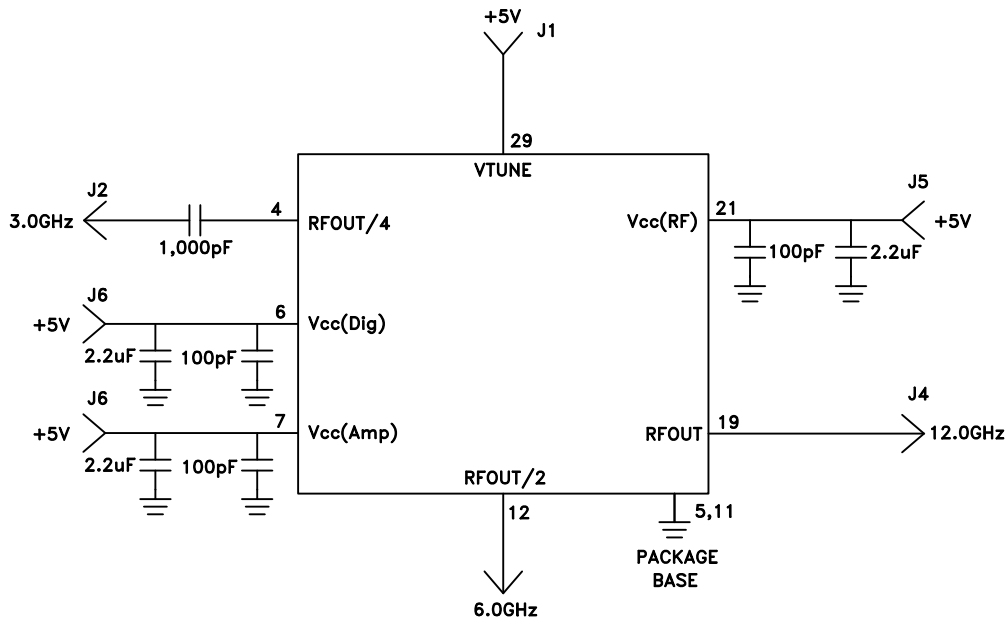 +5V
J1
29
VTUNE
J2
3.0GHz
1,000pF
4
RFOUT/4
Vcc(RF)
21
J5
+5V
100pF
2.2uF
J6
+5V
6
Vcc(Dig)
2.2uF
100pF
J6
+5V
7
Vcc(Amp)
2.2uF
100pF
RFOUT
19
J4
12.0GHz
RFOUT/2
12
5,11
PACKAGE
BASE
6.0GHz